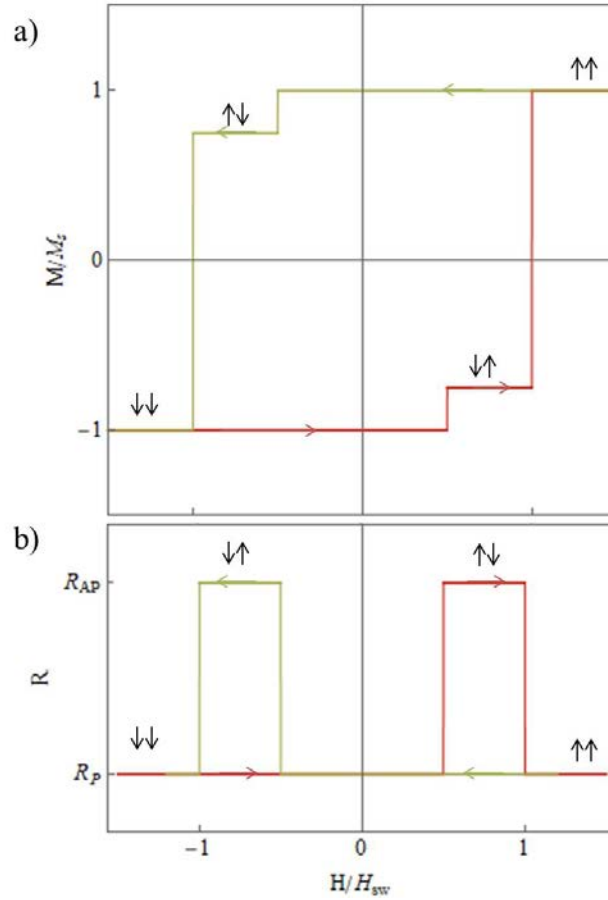 a)
↑↑
1
↑↓
M/Ms
0
↓↑
↓↓
−1
b)
↓↑
↑↓
R_AP
R
↓↓
↑↑
R_P
−1
0
1
H/H_sw